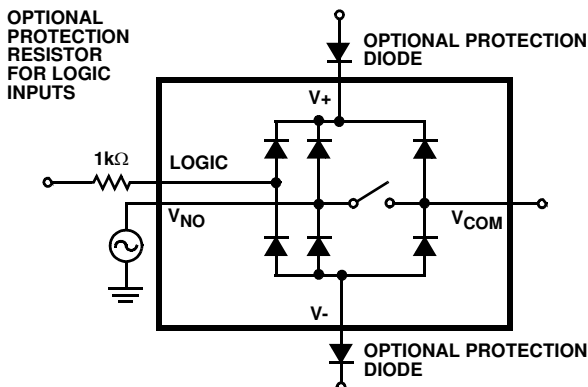 OPTIONAL
PROTECTION
RESISTOR
FOR LOGIC
INPUTS
OPTIONAL PROTECTION
DIODE
V+
1kΩ
LOGIC
VNO
VCOM
V-
OPTIONAL PROTECTION
DIODE